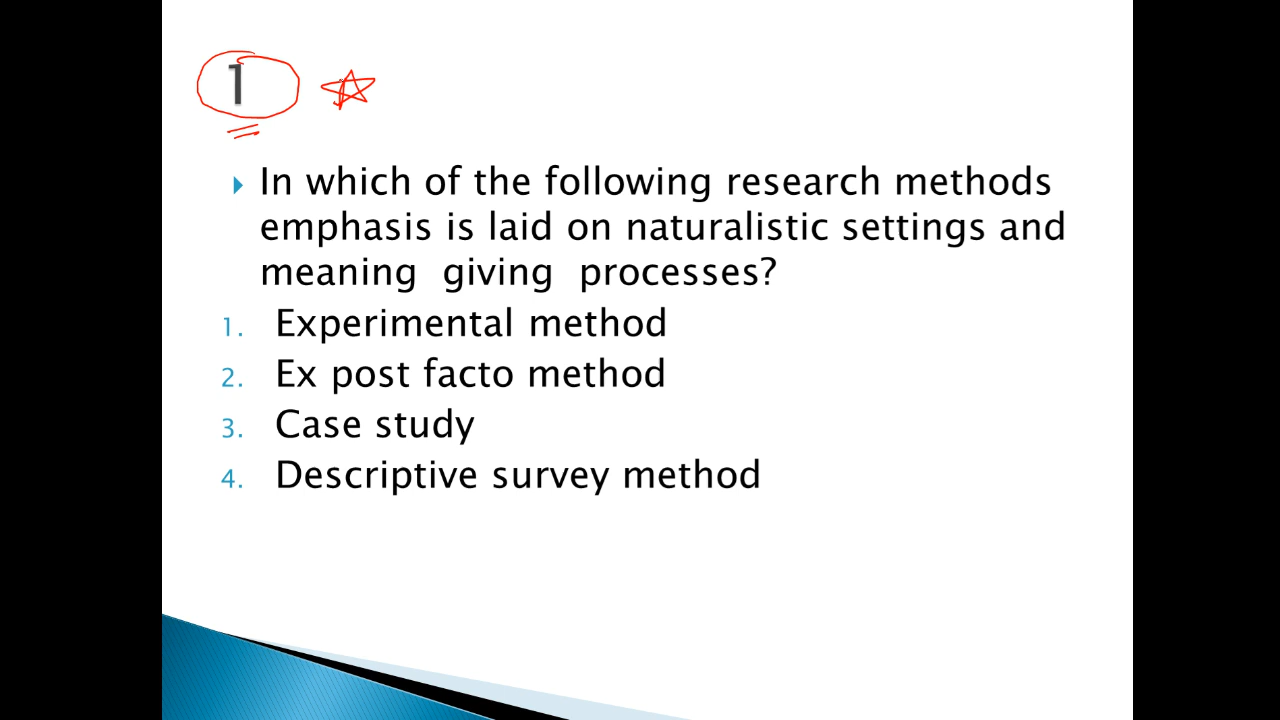 1
In which of the following research methods
emphasis is laid on naturalistic settings and
meaning giving processes?
1. Experimental method
2. Ex post facto method
3. Case study
4. Descriptive survey method